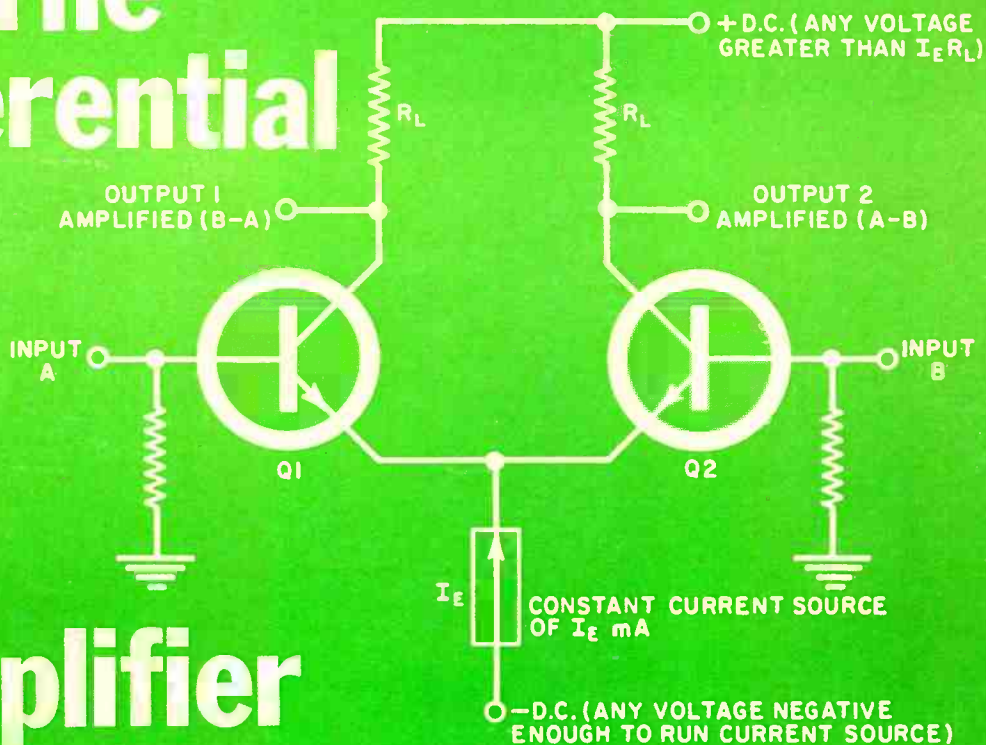 The
erential
+ D.C. (ANY VOLTAGE
GREATER THAN IERL)
RL
RL
OUTPUT 1
AMPLIFIED (B-A)
OUTPUT 2
AMPLIFIED (A-B)
INPUT
A
INPUT
B
Q1
Q2
IE
CONSTANT CURRENT SOURCE
OF IE mA
plifier
-D.C. (ANY VOLTAGE NEGATIVE
ENOUGH TO RUN CURRENT SOURCE)